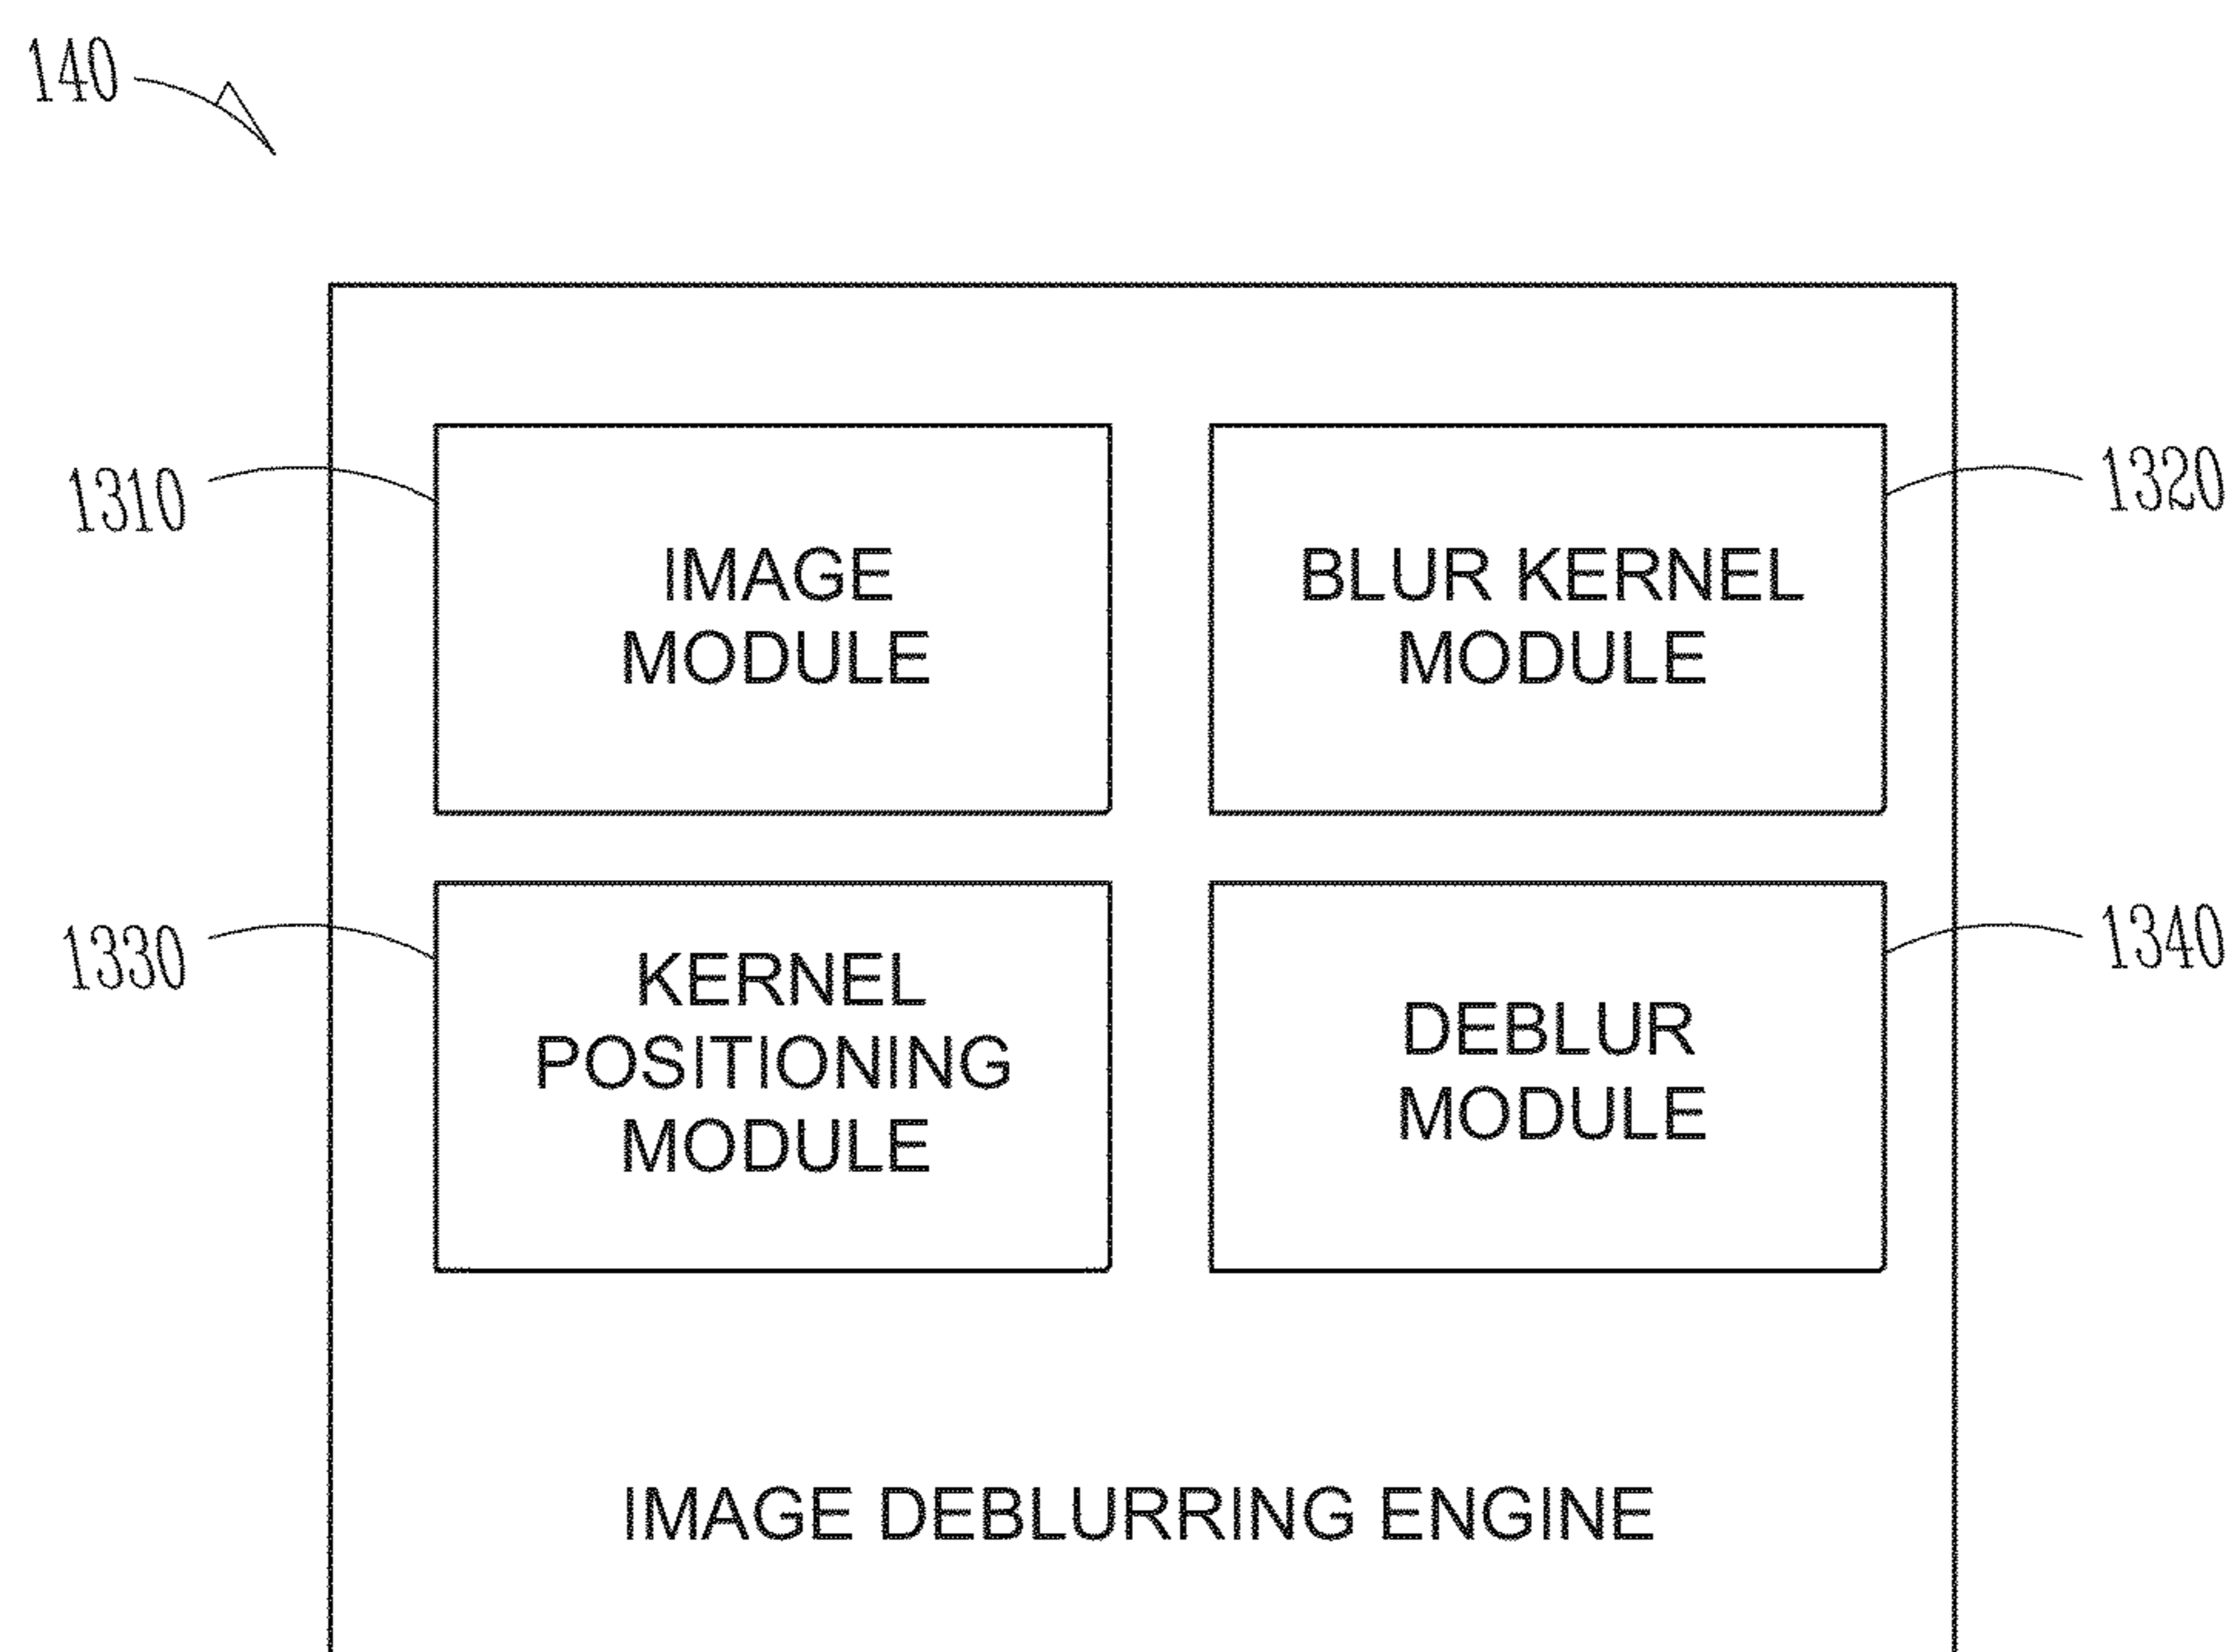 140
1310
IMAGE
MODULE
BLUR KERNEL
MODULE
1320
1330
KERNEL
POSITIONING
MODULE
DEBLUR
MODULE
1340
IMAGE DEBLURRING ENGINE